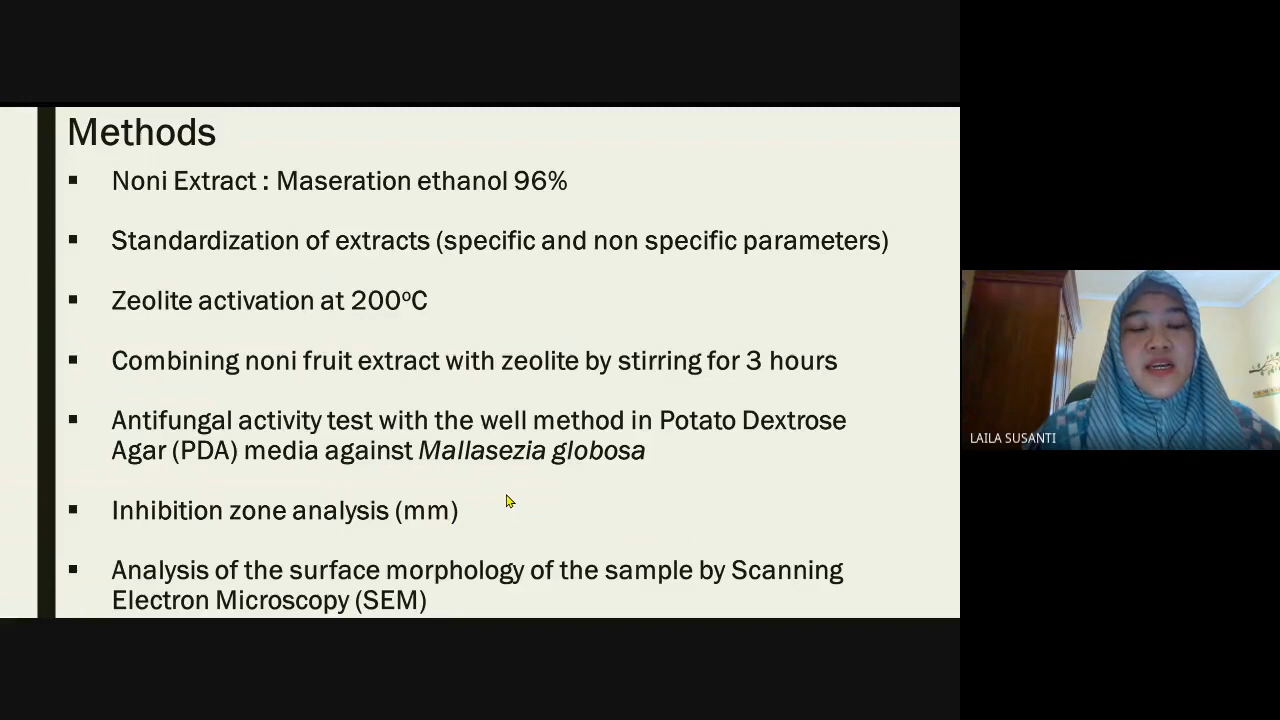 Methods
▪ Noni Extract : Maseration ethanol 96%
▪ Standardization of extracts (specific and non specific parameters)
▪ Zeolite activation at 200ºC
▪ Combining noni fruit extract with zeolite by stirring for 3 hours
▪ Antifungal activity test with the well method in Potato Dextrose
Agar (PDA) media against Mallasezia globosa
▪ Inhibition zone analysis (mm)
▪ Analysis of the surface morphology of the sample by Scanning
Electron Microscopy (SEM)
LAILA SUSANTI